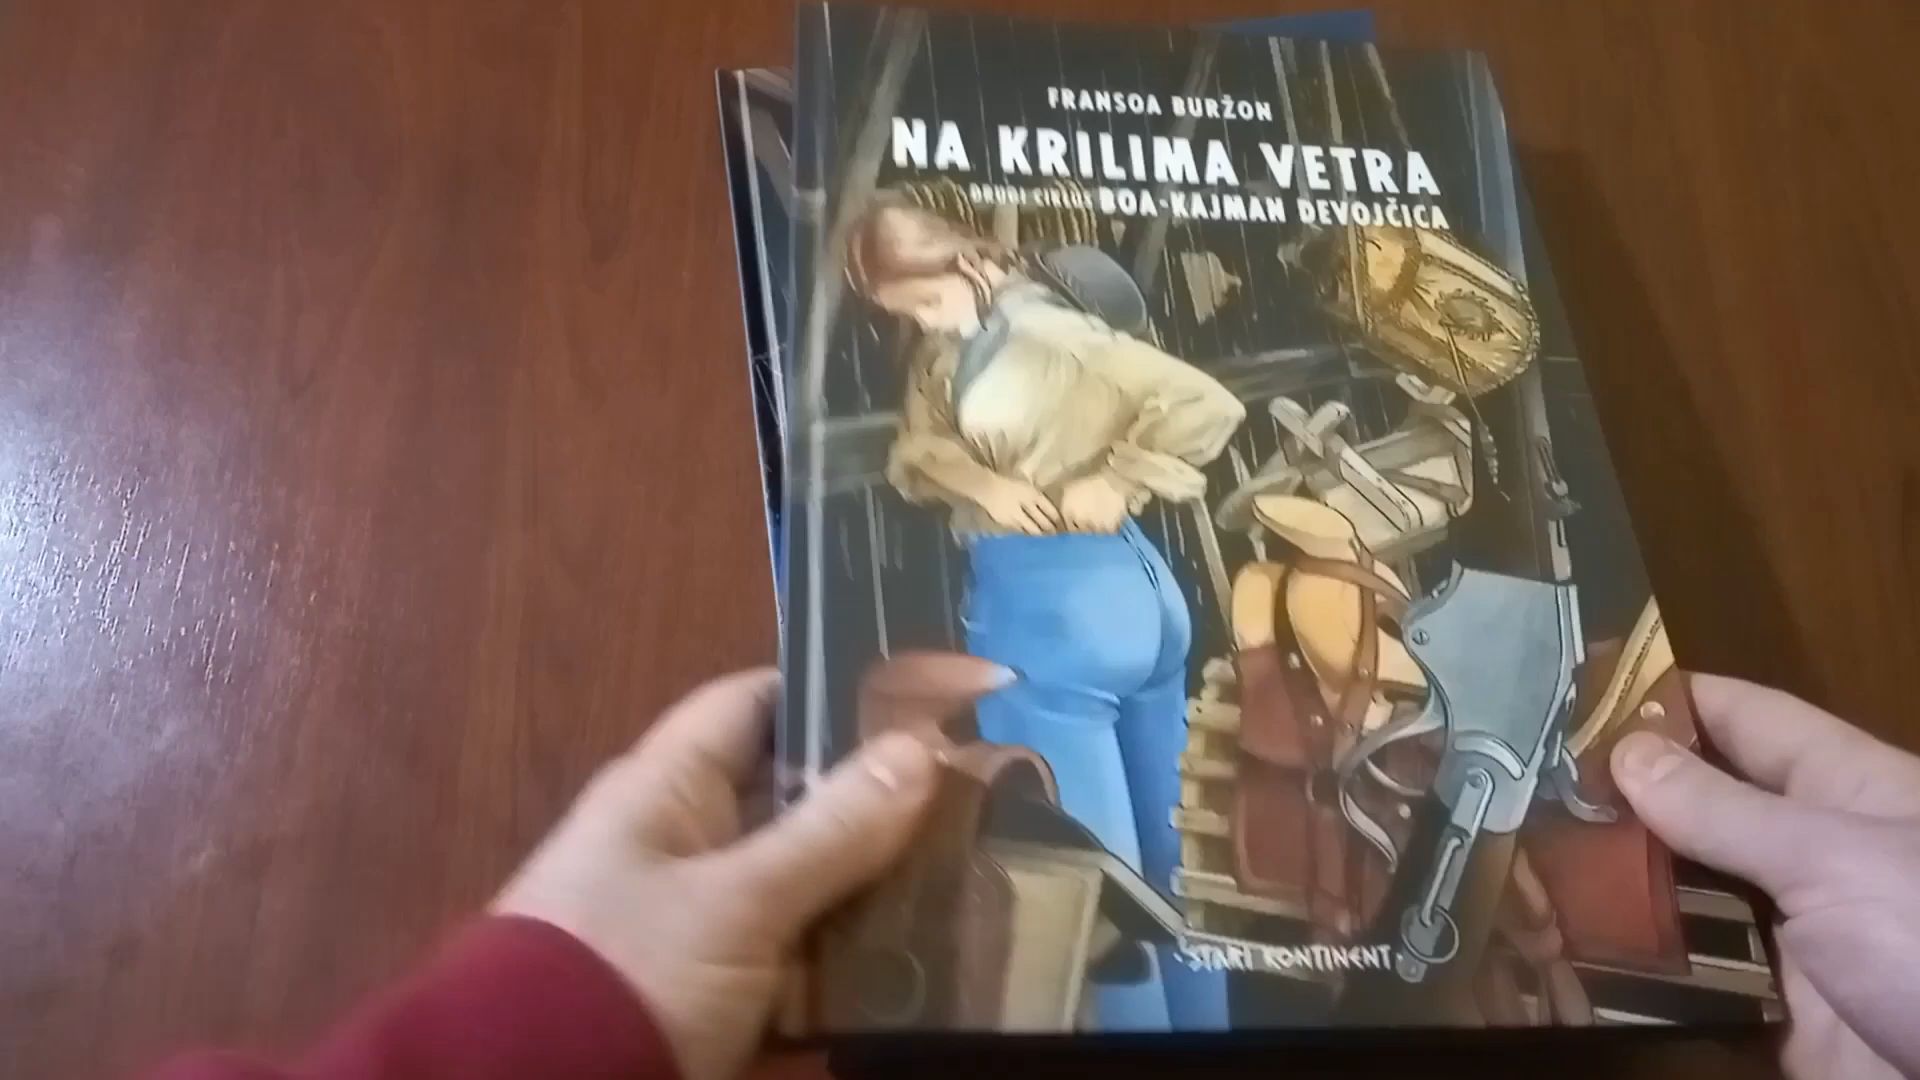 FRANSOA BURŽON
NA KRILIMA VETRA
DRUGI CIKLUS BOA-KAJMAN DEVOJČICA
·STARI KONTINENT·